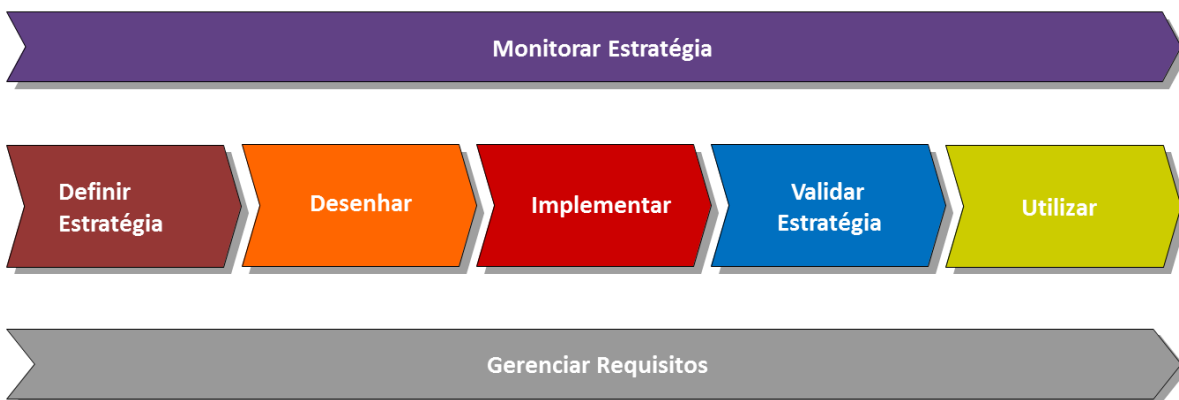 Monitorar Estratégia
Definir
Estratégia
Desenhar
Implementar
Validar
Estratégia
Utilizar
Gerenciar Requisitos